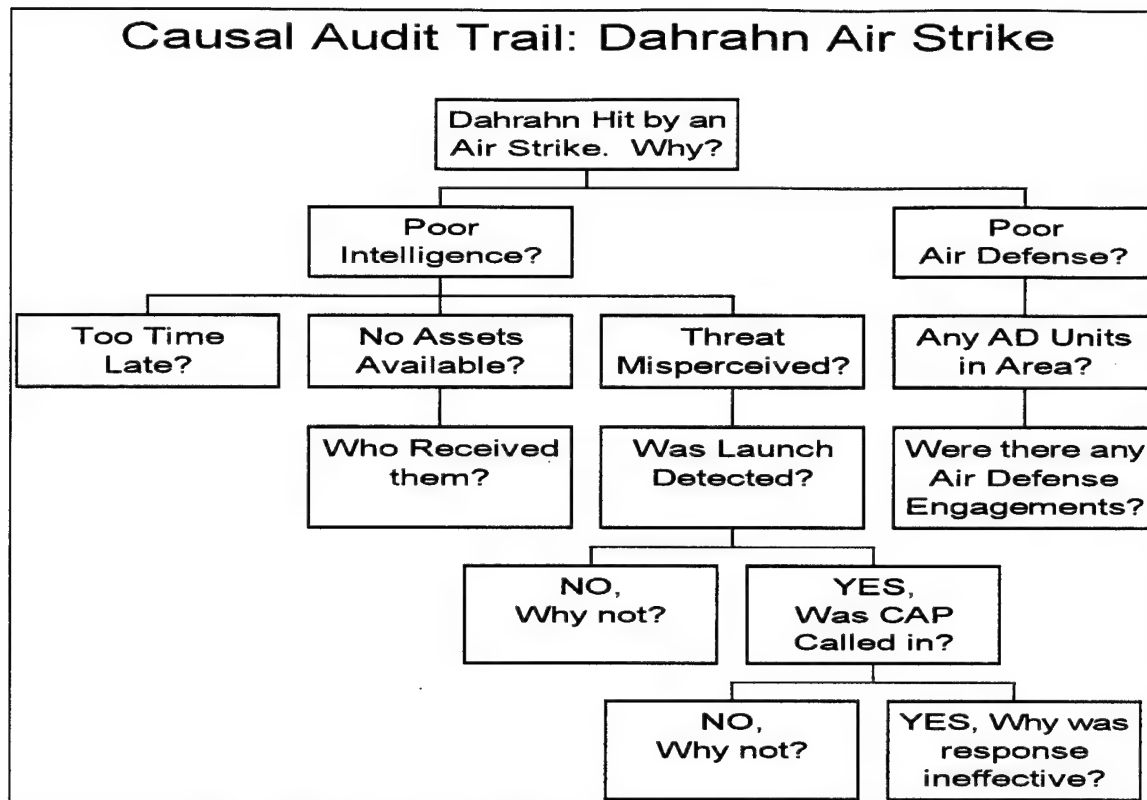 Causal Audit Trail: Dahrahn Air Strike
Dahrahn Hit by an
Air Strike. Why?
Poor
Intelligence?
Poor
Air Defense?
Too Time
Late?
No Assets
Available?
Threat
Misperceived?
Any AD Units
in Area?
Who Received
them?
Was Launch
Detected?
Were there any
Air Defense
Engagements?
NO,
Why not?
YES,
Was CAP
Called in?
NO,
Why not?
YES, Why was
response
ineffective?